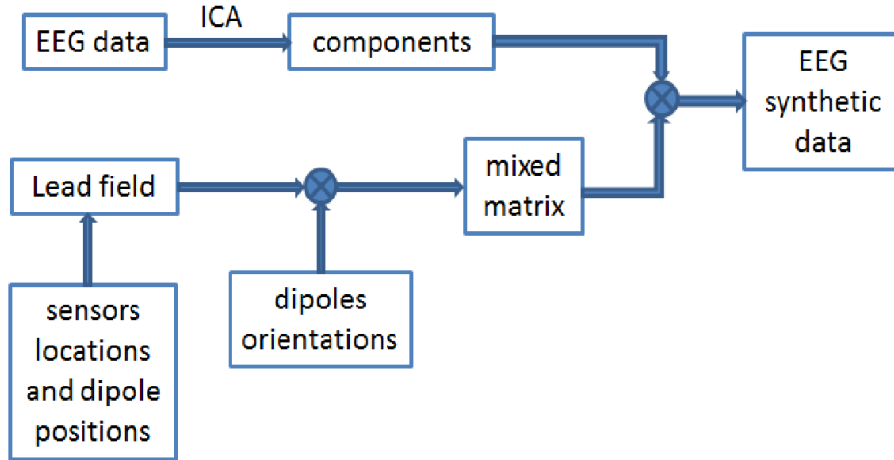 ICA
EEG data
components
EEG
synthetic
data
Lead field
mixed
matrix
dipoles
orientations
sensors
locations
and dipole
positions